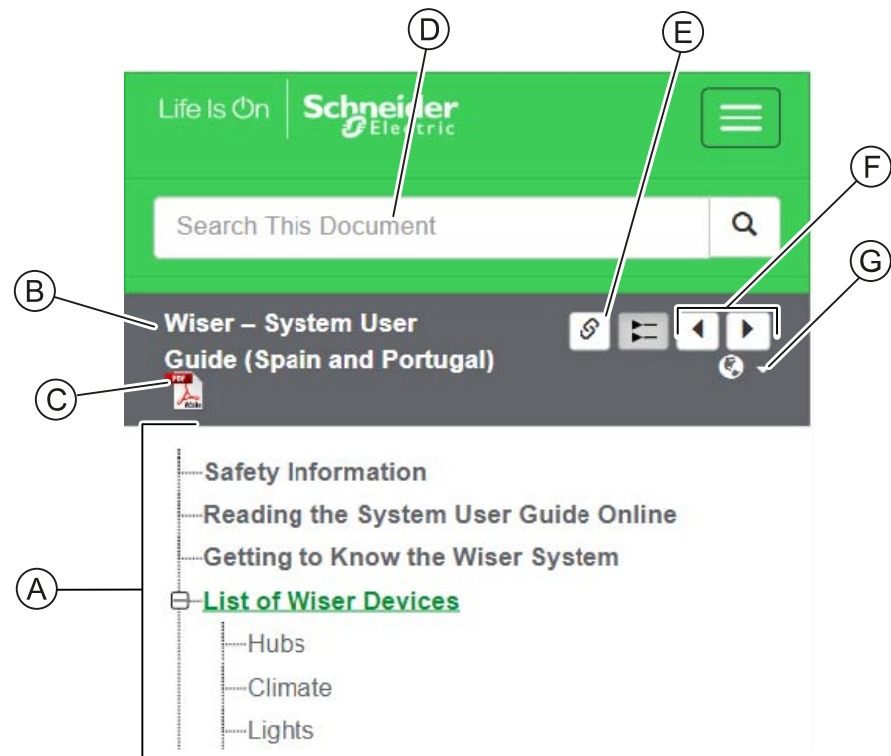 D
E
Life Is On
Schneider
Electric
F
Search This Document
G
B
Wiser – System User
Guide (Spain and Portugal)
PDF
Adobe
C
Safety Information
Reading the System User Guide Online
Getting to Know the Wiser System
A
List of Wiser Devices
Hubs
Climate
Lights